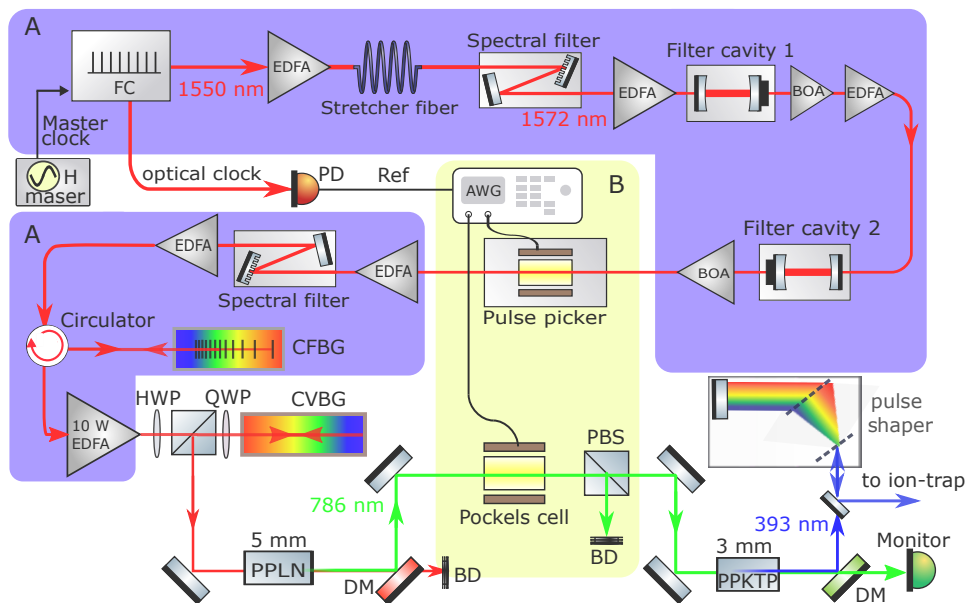 A
FC
1550 nm
EDFA
Stretcher fiber
Spectral filter
1572 nm
EDFA
Filter cavity 1
BOA
EDFA
Master
clock
H
maser
optical clock
PD
Ref
AWG
B
A
EDFA
Spectral filter
EDFA
Pulse picker
BOA
Filter cavity 2
Circulator
CFBG
10 W
EDFA
HWP
QWP
CVBG
786 nm
Pockels cell
PBS
BD
pulse
shaper
to ion-trap
393 nm
5 mm
PPLN
DM
BD
3 mm
PPKTP
DM
Monitor